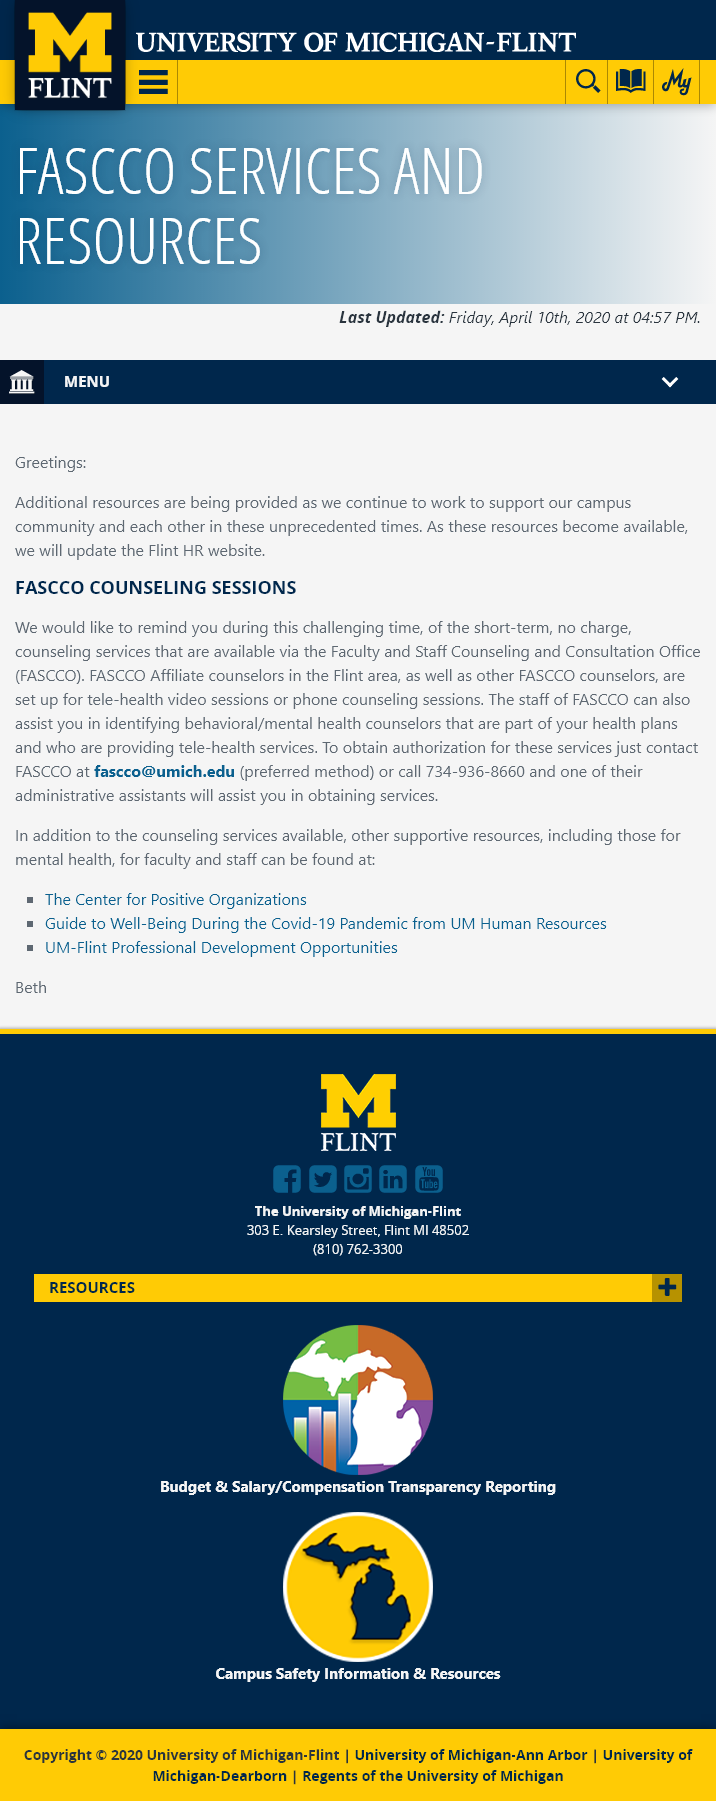 M
FLINT
UNIVERSITY OF MICHIGAN-FLINT
My
FASCCO SERVICES AND
RESOURCES
Last Updated: Friday, April 10th, 2020 at 04:57 PM.
MENU
Greetings:
Additional resources are being provided as we continue to work to support our campus
community and each other in these unprecedented times. As these resources become available,
we will update the Flint HR website.
FASCCO COUNSELING SESSIONS
We would like to remind you during this challenging time, of the short-term, no charge,
counseling services that are available via the Faculty and Staff Counseling and Consultation Office
(FASCCO). FASCCO Affiliate counselors in the Flint area, as well as other FASCCO counselors, are
set up for tele-health video sessions or phone counseling sessions. The staff of FASCCO can also
assist you in identifying behavioral/mental health counselors that are part of your health plans
and who are providing tele-health services. To obtain authorization for these services just contact
FASCCO at fascco@umich.edu (preferred method) or call 734-936-8660 and one of their
administrative assistants will assist you in obtaining services.
In addition to the counseling services available, other supportive resources, including those for
mental health, for faculty and staff can be found at:
The Center for Positive Organizations
Guide to Well-Being During the Covid-19 Pandemic from UM Human Resources
UM-Flint Professional Development Opportunities
Beth
M
FLINT
You
Tube
The University of Michigan-Flint
303 E. Kearsley Street, Flint MI 48502
(810) 762-3300
RESOURCES
Budget & Salary/Compensation Transparency Reporting
Campus Safety Information & Resources
Copyright © 2020 University of Michigan-Flint | University of Michigan-Ann Arbor | University of
Michigan-Dearborn | Regents of the University of Michigan